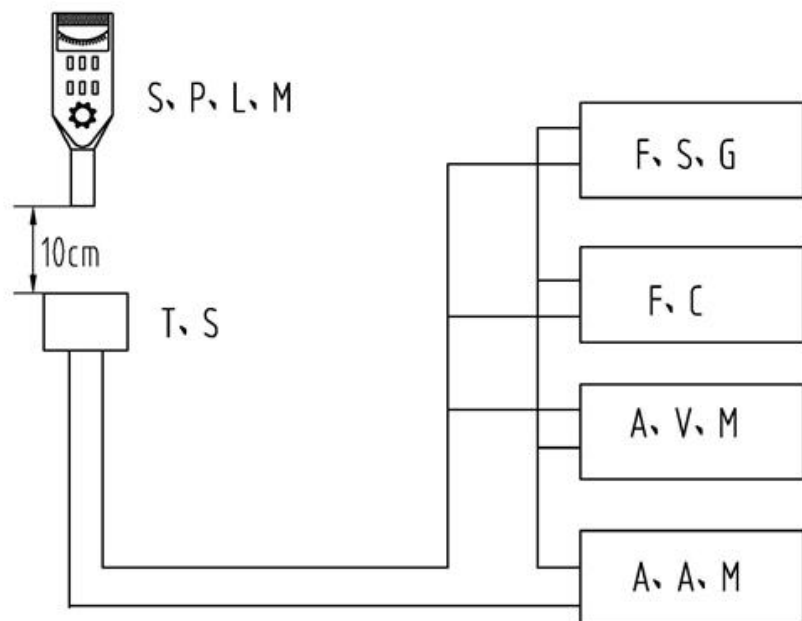 S、P、L、M
F、S、G
10cm
F、C
T、S
A、V、M
A、A、M